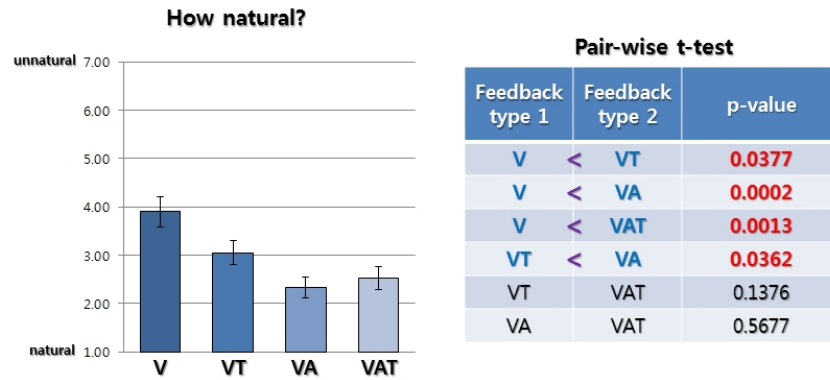 How natural?
unnatural 7.00
6.00
5.00
4.00
3.00
2.00
natural 1.00
V VT VA VAT
Pair-wise t-test
Feedback type 1 Feedback type 2 p-value
V < VT 0.0377
V < VA 0.0002
V < VAT 0.0013
VT < VA 0.0362
VT VAT 0.1376
VA VAT 0.5677